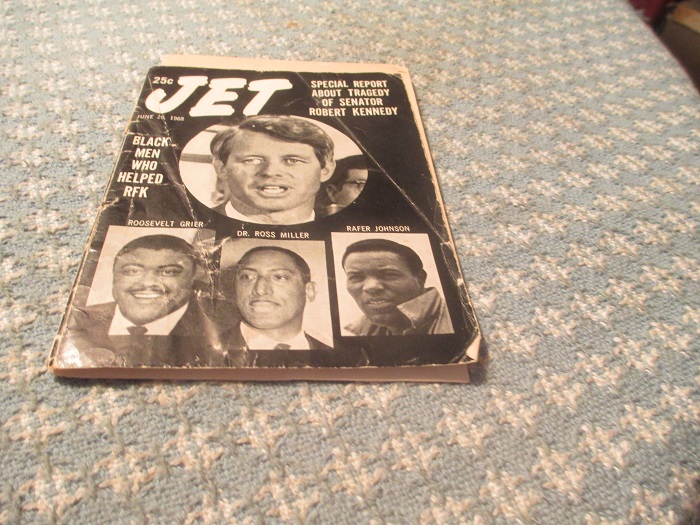 25c
JET
JUNE 20, 1968
SPECIAL REPORT
ABOUT TRAGEDY
OF SENATOR
ROBERT KENNEDY
BLACK
MEN
WHO
HELPED
RFK
ROOSEVELT GRIER
DR. ROSS MILLER
RAFER JOHNSON